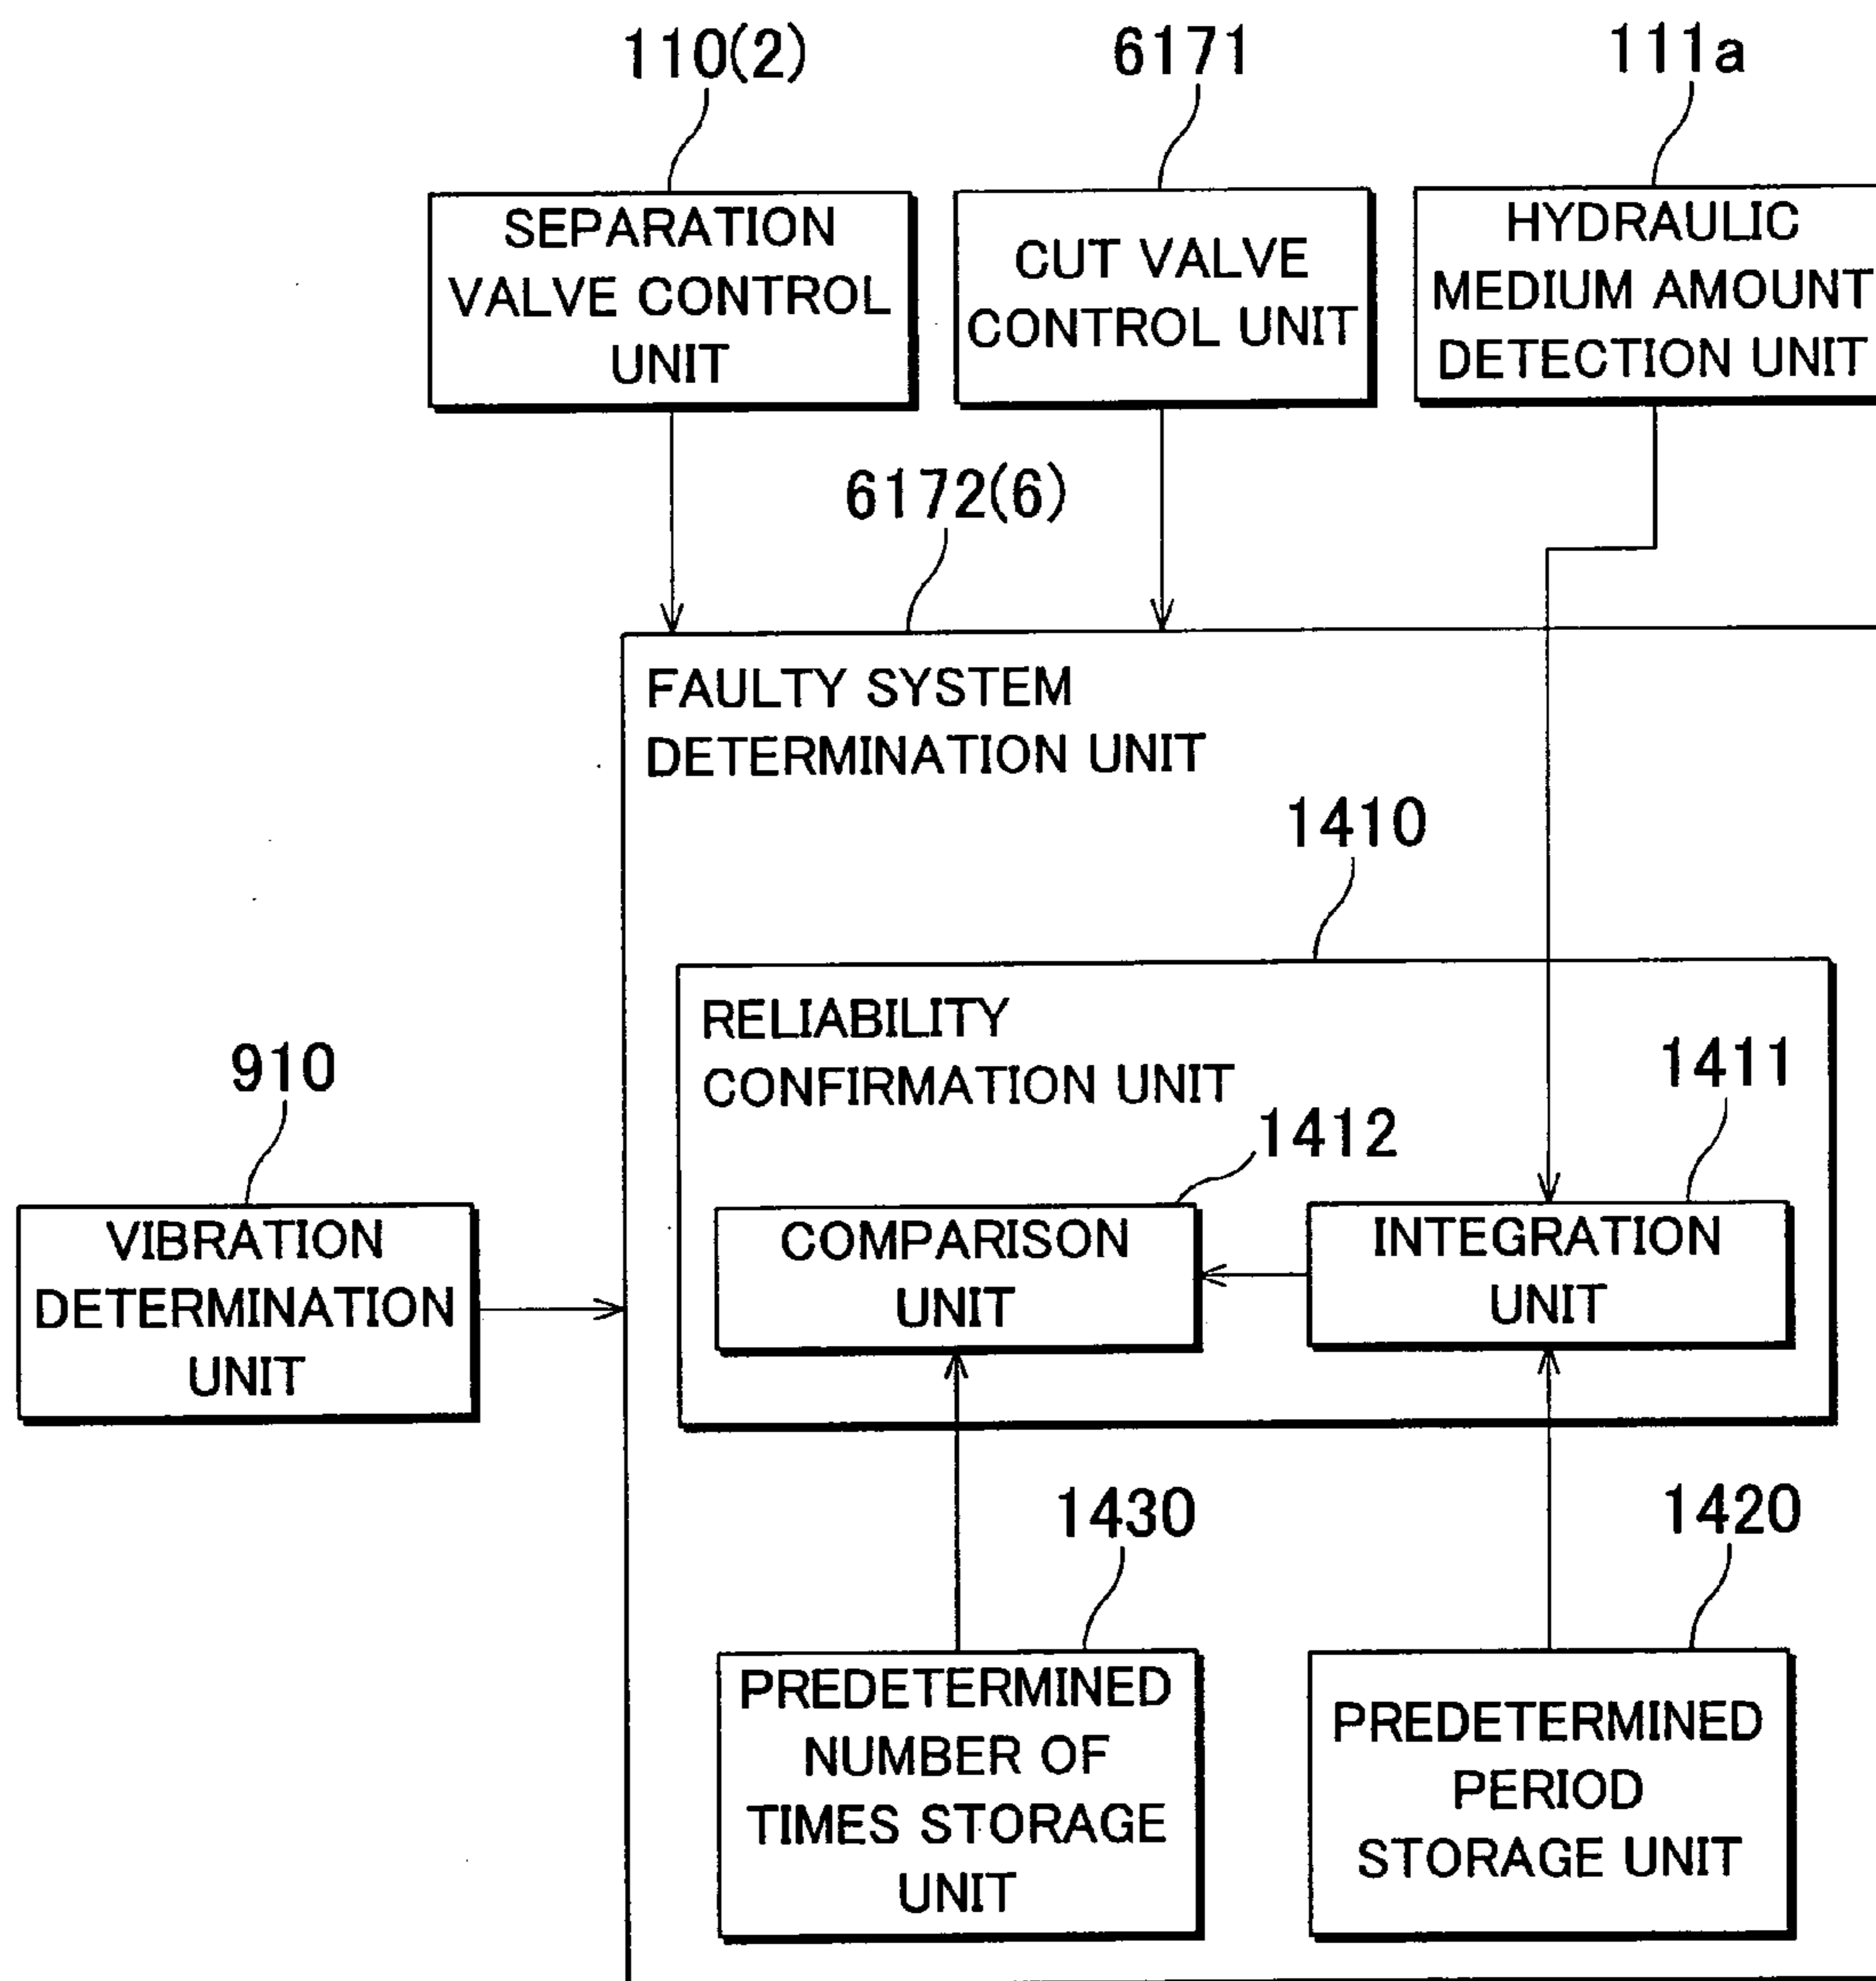 110(2)
6171
111a
SEPARATION
VALVE CONTROL
UNIT
CUT VALVE
CONTROL UNIT
HYDRAULIC
MEDIUM AMOUNT
DETECTION UNIT
6172(6)
FAULTY SYSTEM
DETERMINATION UNIT
1410
RELIABILITY
CONFIRMATION UNIT
910
1411
1412
VIBRATION
DETERMINATION
UNIT
COMPARISON
UNIT
INTEGRATION
UNIT
1430
1420
PREDETERMINED
NUMBER OF
TIMES STORAGE
UNIT
PREDETERMINED
PERIOD
STORAGE UNIT